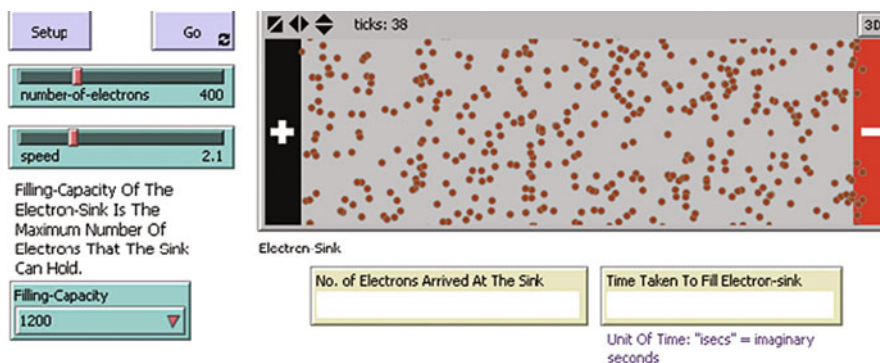 Setup
Go
number-of-electrons 400
speed 2.1
Filling-Capacity Of The
Electron-Sink Is The
Maximum Number Of
Electrons That The Sink
Can Hold.
Filling-Capacity
1200
ticks: 38
3D
+
−
Electron-Sink
No. of Electrons Arrived At The Sink
Time Taken To Fill Electron-sink
Unit Of Time: "isecs" = imaginary
seconds